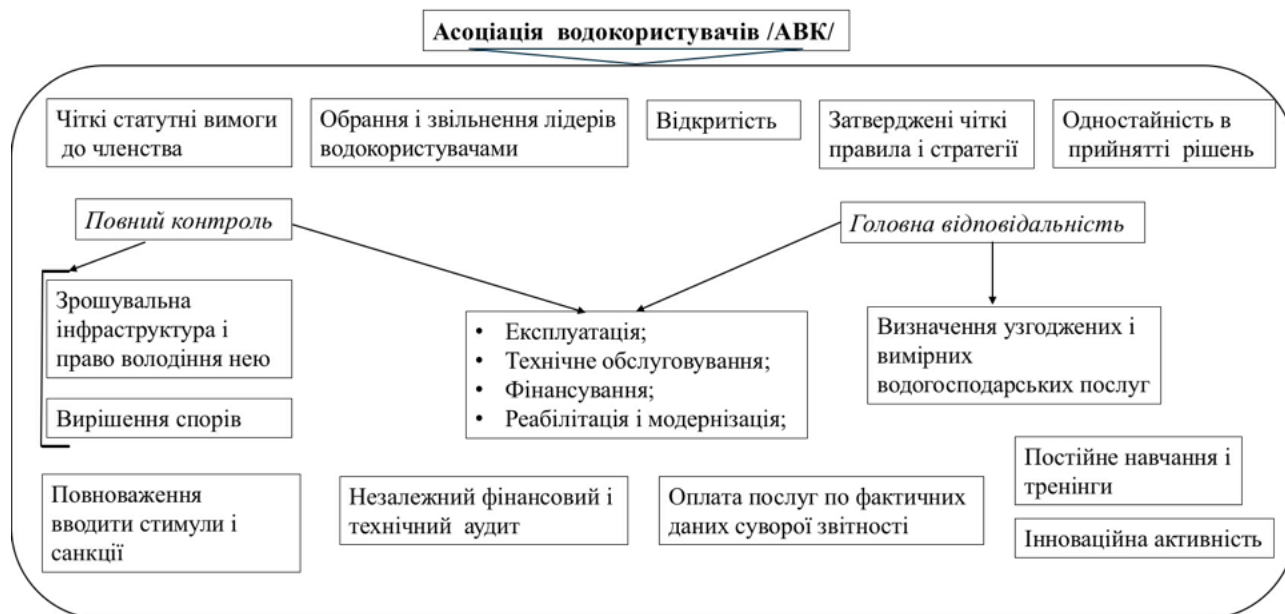 Асоціація водокористувачів /АВК/
Чіткі статутні вимоги
до членства
Обрання і звільнення лідерів
водокористувачами
Відкритість
Затверджені чіткі
правила і стратегії
Одностайність в
прийнятті рішень
Повний контроль
Головна відповідальність
Зрошувальна
інфраструктура і
право володіння нею
Вирішення спорів
• Експлуатація;
• Технічне обслуговування;
• Фінансування;
• Реабілітація і модернізація;
Визначення узгоджених і
вимірних
водогосподарських послуг
Повноваження
вводити стимули і
санкції
Незалежний фінансовий і
технічний аудит
Оплата послуг по фактичних
даних суворої звітності
Постійне навчання і
тренінги
Інноваційна активність